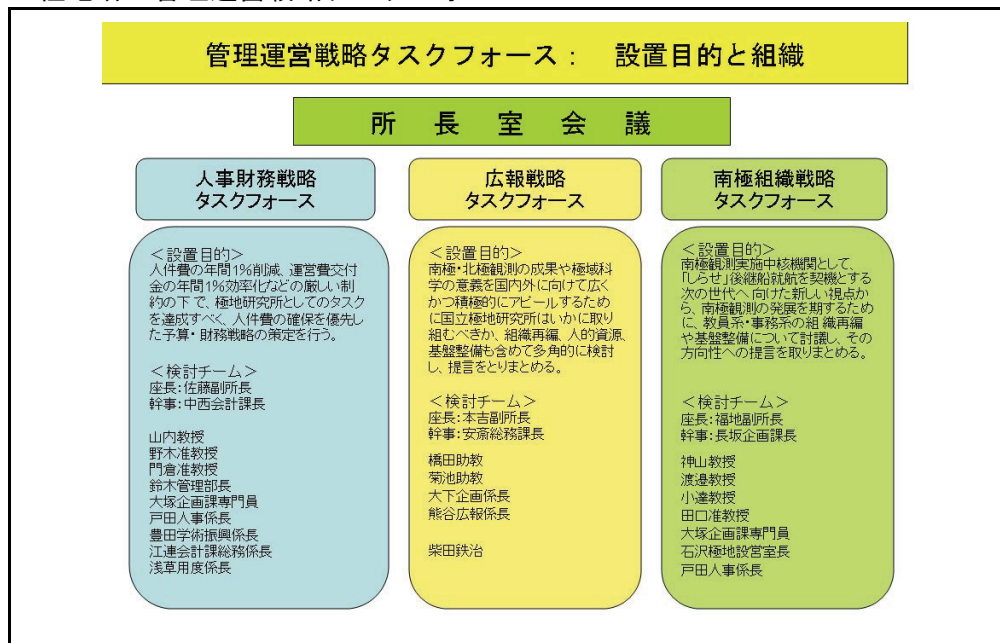 管理運営戦略タスクフォース： 設置目的と組織
所 長 室 会 議
人事財務戦略
タスクフォース
＜設置目的＞
人件費の年間1%削減、運営費交付
金の年間1%効率化などの厳しい制
約の下で、極地研究所としてのタスク
を達成すべく、人件費の確保を優先し
た予算・財務戦略の策定を行う。
＜検討チーム＞
座長：佐藤副所長
幹事：中西会計課長
山内教授
野木准教授
門倉准教授
鈴木管理部長
大塚企画課専門員
戸田人事係長
豊田学術振興係長
江連会計課総務係長
浅草用度係長
広報戦略
タスクフォース
＜設置目的＞
南極・北極観測の成果や極域科
学の意義を国内外に向けて広く
かつ積極的にアピールするため
に国立極地研究所はいかに取り
組むべきか、組織再編、人的資源、
基盤整備も含めて多角的に検討
し、提言をとりまとめる。
＜検討チーム＞
座長：本吉副所長
幹事：安斎総務課長
橋田助教
菊池助教
大下企画係長
熊谷広報係長
柴田鉄治
南極組織戦略
タスクフォース
＜設置目的＞
南極観測実施中核機関として、
「しらせ」後継船就航を契機とする
次の世代へ向けた新しい視点か
ら、南極観測の発展を期するため
に、教員系・事務系の組織再編
や基盤整備について討議し、その
方向性への提言を取りまとめる。
＜検討チーム＞
座長：福地副所長
幹事：長坂企画課長
神山教授
渡邉教授
小達教授
田口准教授
大塚企画課専門員
石沢極地設営室長
戸田人事係長